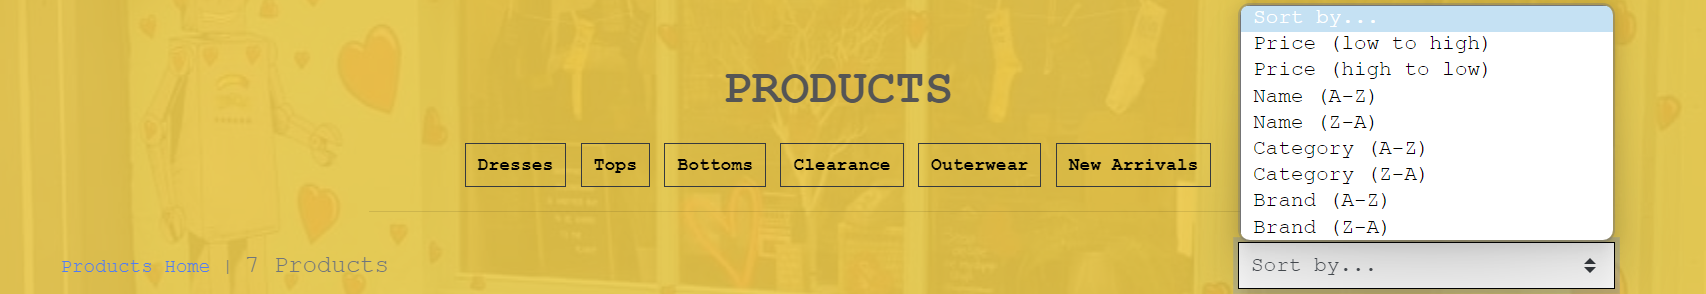 PRODUCTS
Dresses Tops Bottoms Clearance Outerwear New Arrivals
Products Home | 7 Products
Sort by...
Price (low to high)
Price (high to low)
Name (A-Z)
Name (Z-A)
Category (A-Z)
Category (Z-A)
Brand (A-Z)
Brand (Z-A)
Sort by...